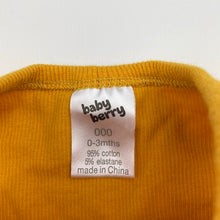 baby
berry
000
0-3mths
95% cotton
5% elastane
made in China